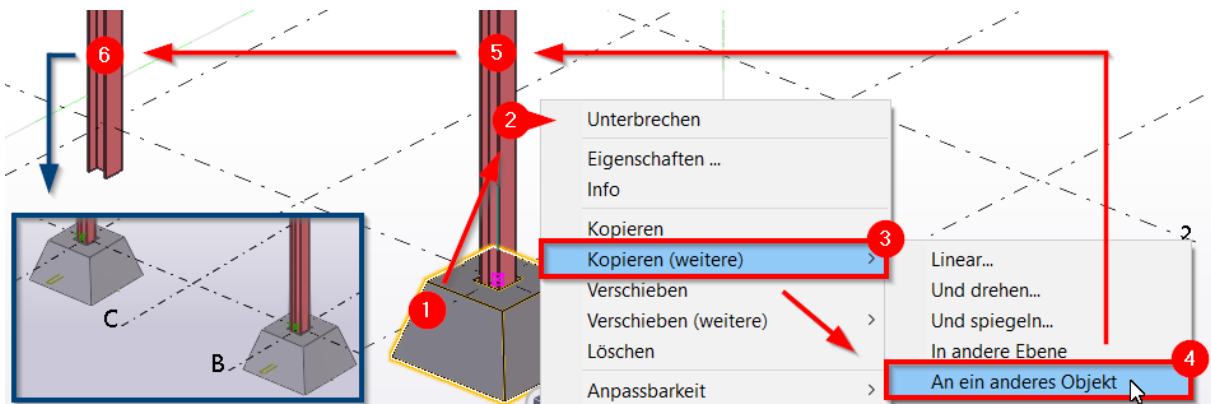 6
5
2
Unterbrechen
Eigenschaften ...
Info
Kopieren
3
Kopieren (weitere)
Verschieben
Verschieben (weitere)
Löschen
Anpassbarkeit
1
2
Linear...
Und drehen...
Und spiegeln...
In andere Ebene
4
An ein anderes Objekt
C
B